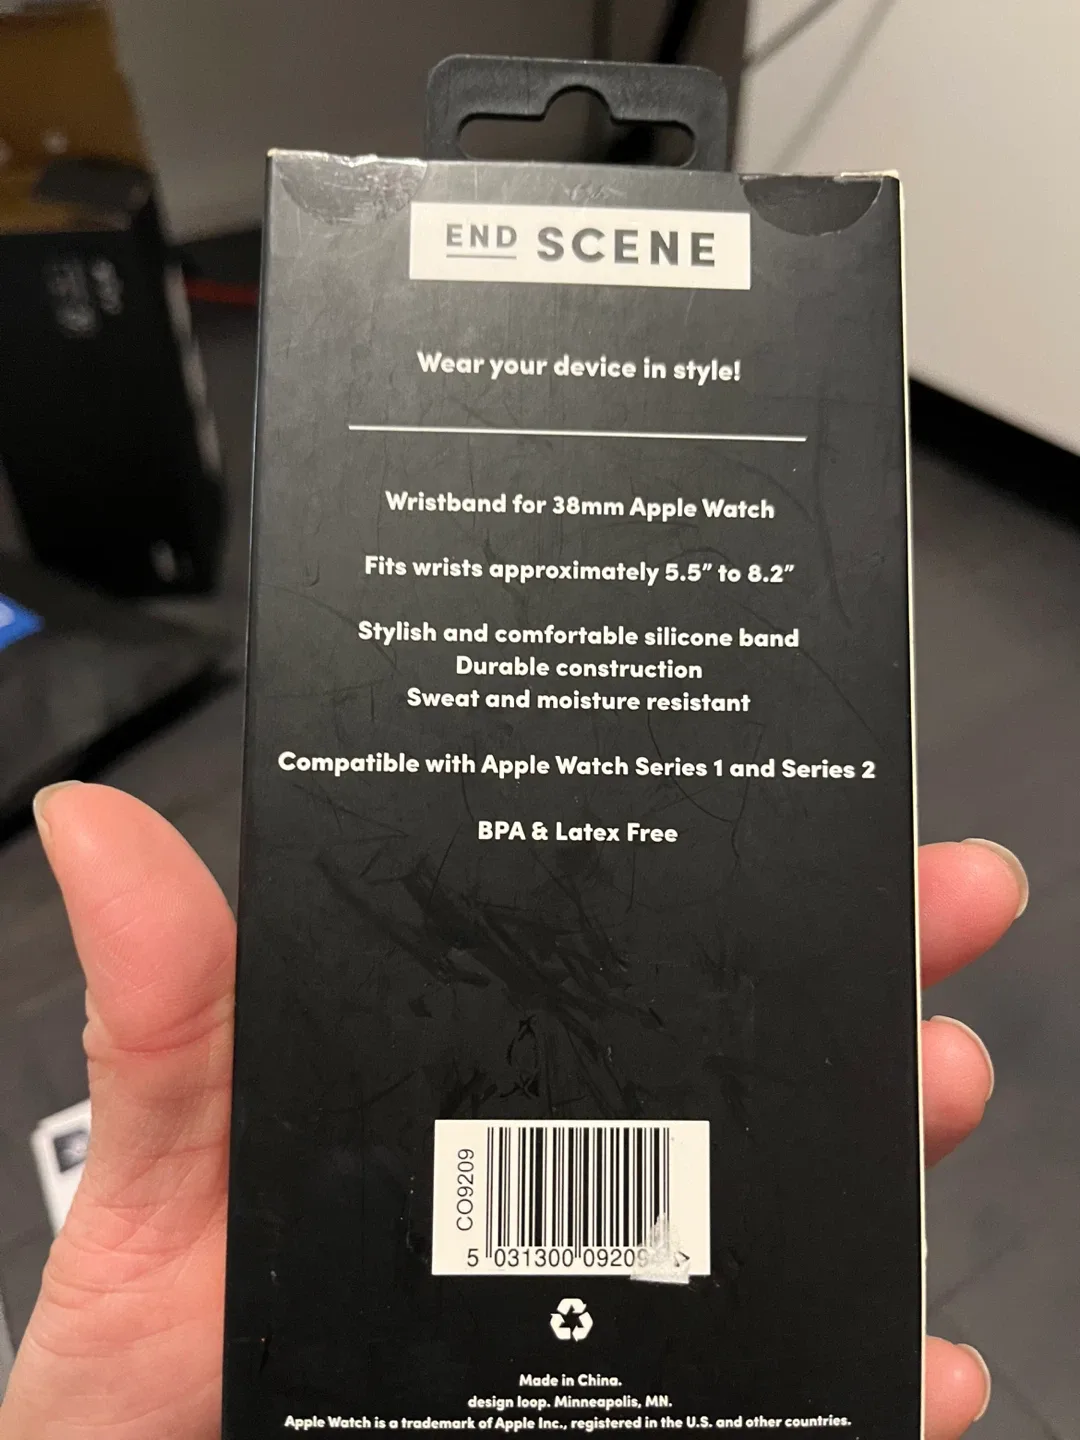 END SCENE
Wear your device in style!
Wristband for 38mm Apple Watch
Fits wrists approximately 5.5” to 8.2”
Stylish and comfortable silicone band
Durable construction
Sweat and moisture resistant
Compatible with Apple Watch Series 1 and Series 2
BPA & Latex Free
CO9209
5 031300 09209
Made in China.
design loop. Minneapolis, MN.
Apple Watch is a trademark of Apple Inc., registered in the U.S. and other countries.